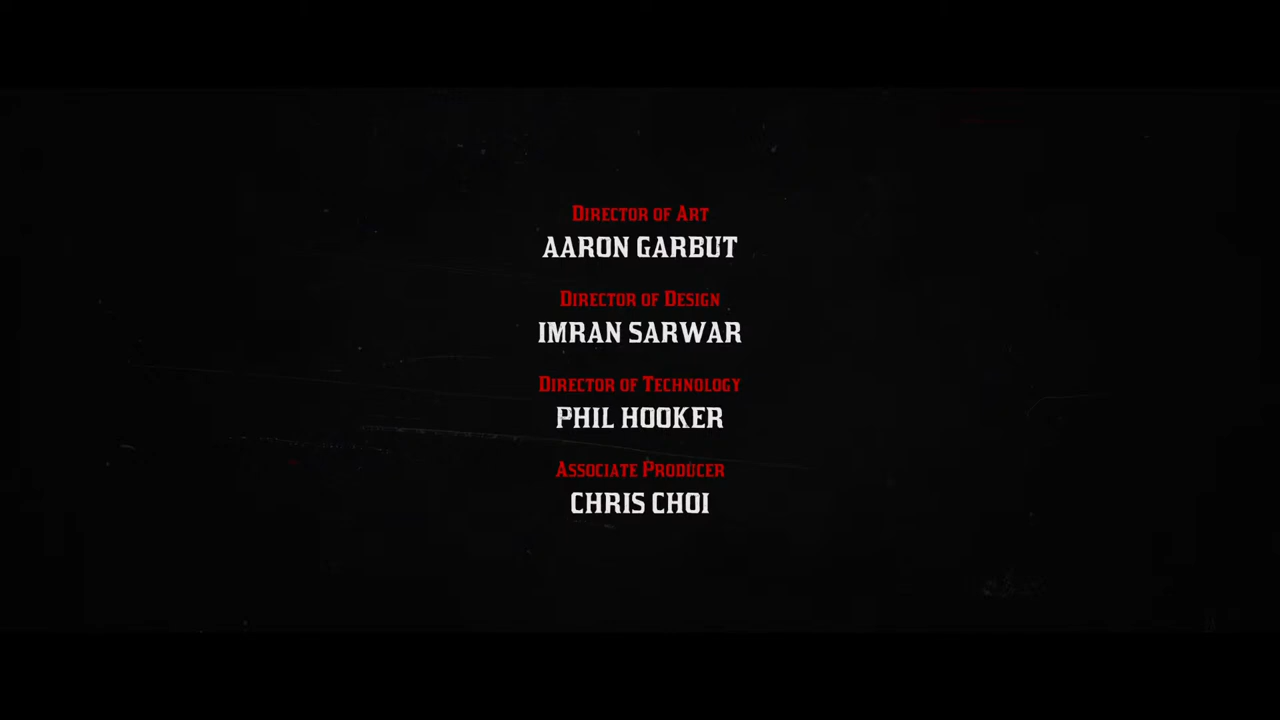 Director of Art
AARON GARBUT
Director of Design
IMRAN SARWAR
Director of Technology
PHIL HOOKER
Associate Producer
CHRIS CHOI